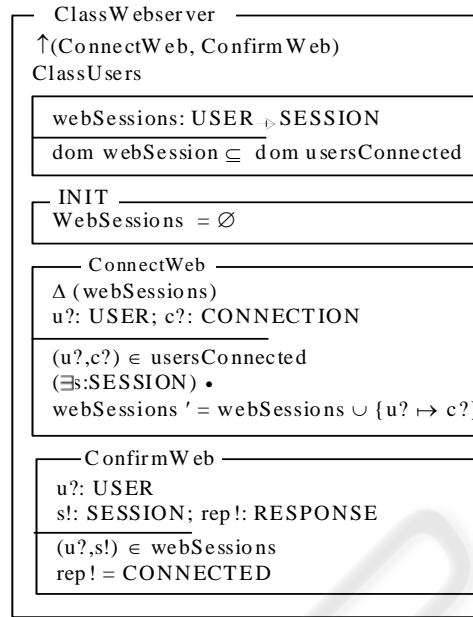 ClassWebserver
↑(ConnectWeb, ConfirmWeb)
ClassUsers
webSessions: USER ⇸ SESSION
dom webSession ⊆ dom usersConnected
INIT
WebSessions = ∅
ConnectWeb
Δ (webSessions)
u?: USER; c?: CONNECTION
(u?,c?) ∈ usersConnected
(∃s:SESSION) •
webSessions ′ = webSessions ∪ {u? ↦ c?}
ConfirmWeb
u?: USER
s!: SESSION; rep!: RESPONSE
(u?,s!) ∈ webSessions
rep! = CONNECTED